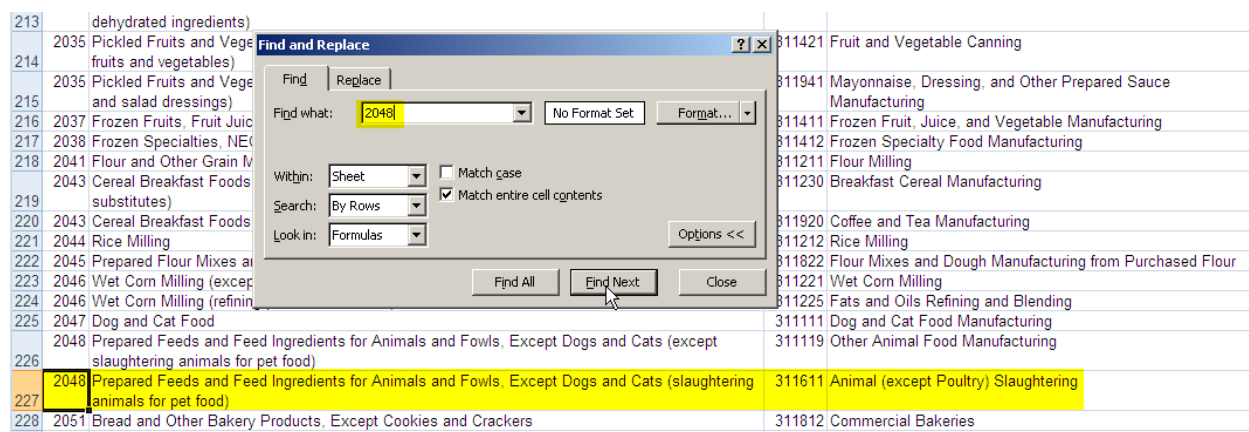 213 dehydrated ingredients)
2035 Pickled Fruits and Vege 311421 Fruit and Vegetable Canning
214 fruits and vegetables)
2035 Pickled Fruits and Vege 311941 Mayonnaise, Dressing, and Other Prepared Sauce
215 and salad dressings) Manufacturing
216 2037 Frozen Fruits, Fruit Juic 311411 Frozen Fruit, Juice, and Vegetable Manufacturing
217 2038 Frozen Specialties, NE 311412 Frozen Specialty Food Manufacturing
218 2041 Flour and Other Grain M 311211 Flour Milling
2043 Cereal Breakfast Foods 311230 Breakfast Cereal Manufacturing
219 substitutes)
220 2043 Cereal Breakfast Foods 311920 Coffee and Tea Manufacturing
221 2044 Rice Milling 311212 Rice Milling
222 2045 Prepared Flour Mixes a 311822 Flour Mixes and Dough Manufacturing from Purchased Flour
223 2046 Wet Corn Milling (excep 311221 Wet Corn Milling
224 2046 Wet Corn Milling (refinin 311225 Fats and Oils Refining and Blending
225 2047 Dog and Cat Food 311111 Dog and Cat Food Manufacturing
2048 Prepared Feeds and Feed Ingredients for Animals and Fowls, Except Dogs and Cats (except 311119 Other Animal Food Manufacturing
226 slaughtering animals for pet food)
2048 Prepared Feeds and Feed Ingredients for Animals and Fowls, Except Dogs and Cats (slaughtering 311611 Animal (except Poultry) Slaughtering
227 animals for pet food)
228 2051 Bread and Other Bakery Products, Except Cookies and Crackers 311812 Commercial Bakeries
Find and Replace
Find Replace
Find what: 2048 No Format Set Format...
Within: Sheet Match case
Match entire cell contents
Search: By Rows
Look in: Formulas Options <<
Find All Find Next Close